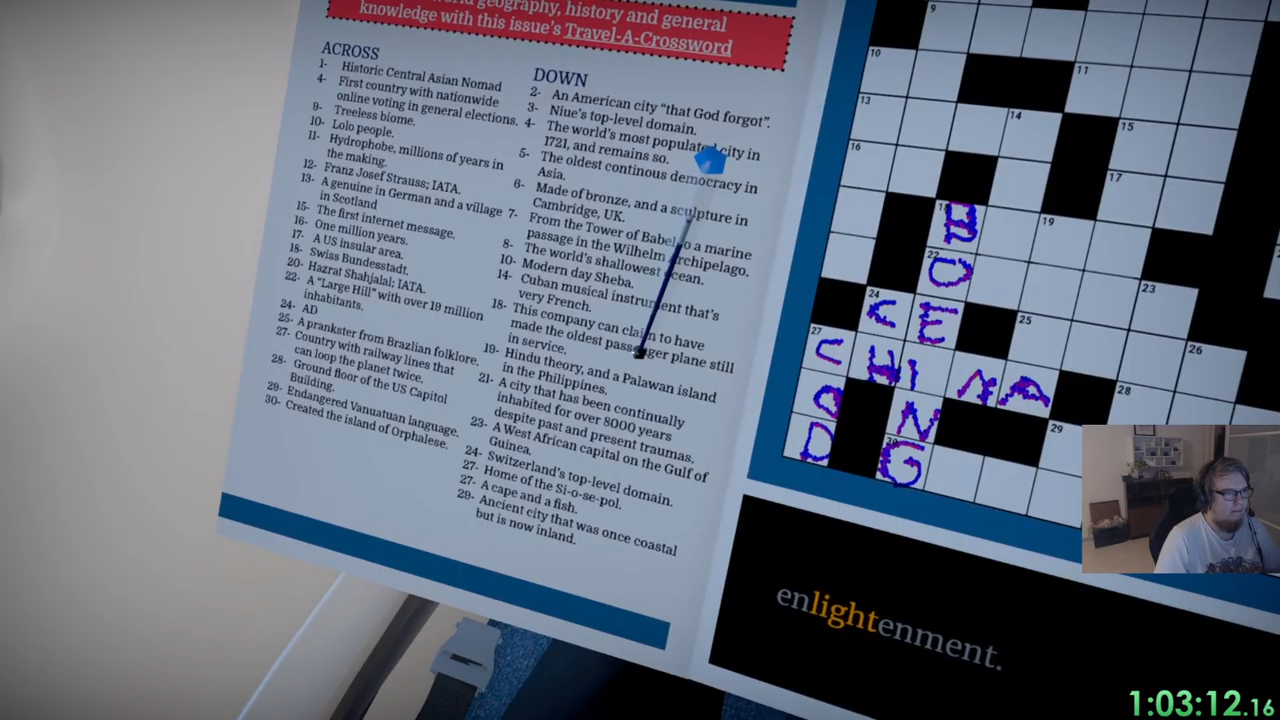 world geography, history and general
knowledge with this issue's Travel-A-Crossword
ACROSS
1- Historic Central Asian Nomad
4- First country with nationwide
online voting in general elections.
9- Treeless biome.
10- Lolo people.
11- Hydrophobe, millions of years in
the making.
12- Franz Josef Strauss; IATA.
13- A genuine in German and a village
in Scotland
15- The first internet message.
16- One million years.
17- A US insular area.
18- Swiss Bundesstadt.
20- Hazrat Shahjalal; IATA.
22- A "Large Hill" with over 19 million
inhabitants.
24- AD
25- A prankster from Brazlian folklore.
27- Country with railway lines that
can loop the planet twice.
28- Ground floor of the US Capitol
Building.
29- Endangered Vanuatuan language.
30- Created the island of Orphalese.
DOWN
2- An American city "that God forgot".
3- Niue's top-level domain.
4- The world's most populated city in
1721, and remains so.
5- The oldest continous democracy in
Asia.
6- Made of bronze, and a sculpture in
Cambridge, UK.
7- From the Tower of Babel to a marine
passage in the Wilhelm Archipelago.
8- The world's shallowest ocean.
10- Modern day Sheba.
14- Cuban musical instrument that's
very French.
18- This company can claim to have
made the oldest passenger plane still
in service.
19- Hindu theory, and a Palawan island
in the Philippines.
21- A city that has been continually
inhabited for over 8000 years
despite past and present traumas.
23- A West African capital on the Gulf of
Guinea.
24- Switzerland's top-level domain.
27- Home of the Si-o-se-pol.
27- A cape and a fish.
29- Ancient city that was once coastal
but is now inland.
9
10 11
13 14 15
16 17
18 B 19
22 O 23
24 C E 25 26
27 C H I N A 28
O N 29
D 30 G
enlightenment.
1:03:12.16